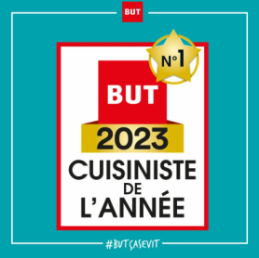 BUT
N°1
BUT
2023
CUISINISTE
DE
L'ANNÉE
#BUTÇASEVIT